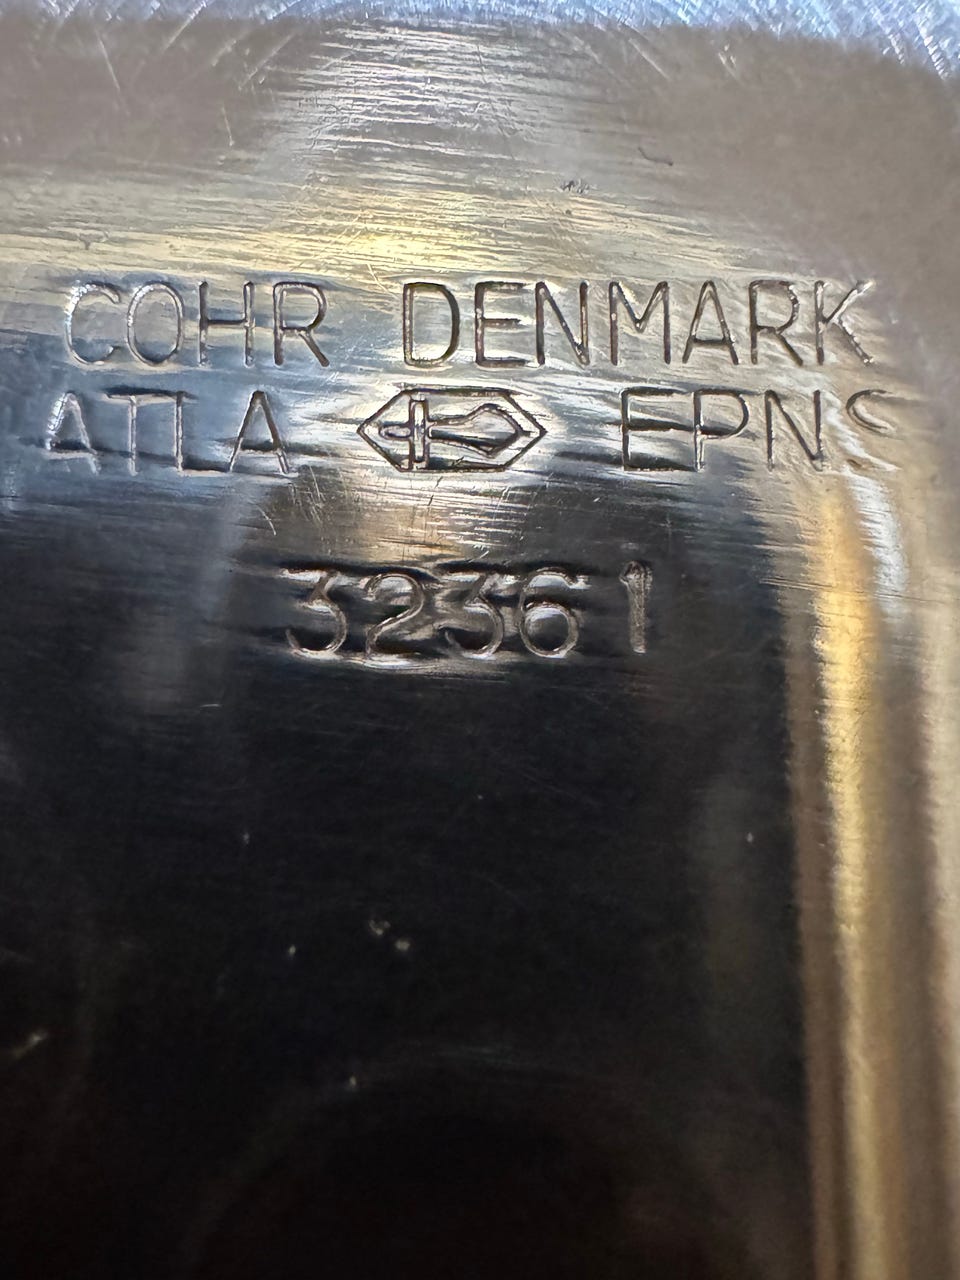 COHR DENMARK
ATLA EPNS
32361